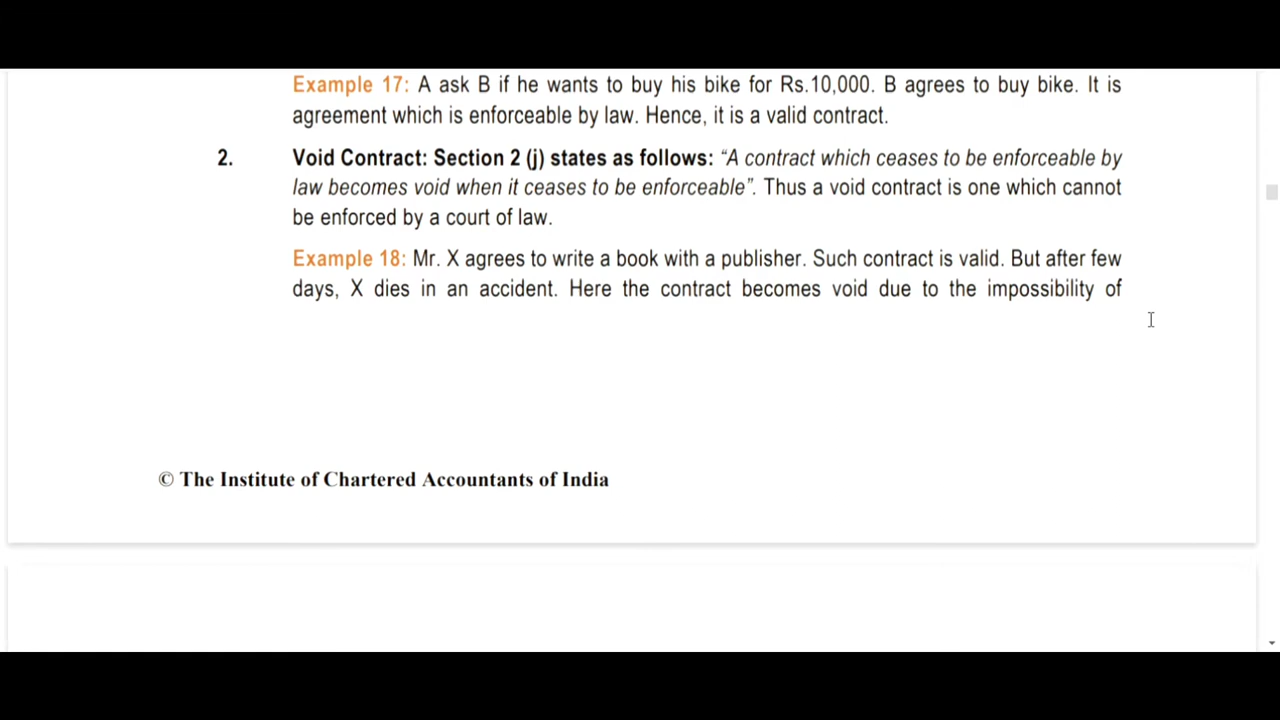 Example 17: A ask B if he wants to buy his bike for Rs.10,000. B agrees to buy bike. It is
agreement which is enforceable by law. Hence, it is a valid contract.
2. Void Contract: Section 2 (j) states as follows: “A contract which ceases to be enforceable by
law becomes void when it ceases to be enforceable”. Thus a void contract is one which cannot
be enforced by a court of law.
Example 18: Mr. X agrees to write a book with a publisher. Such contract is valid. But after few
days, X dies in an accident. Here the contract becomes void due to the impossibility of
© The Institute of Chartered Accountants of India